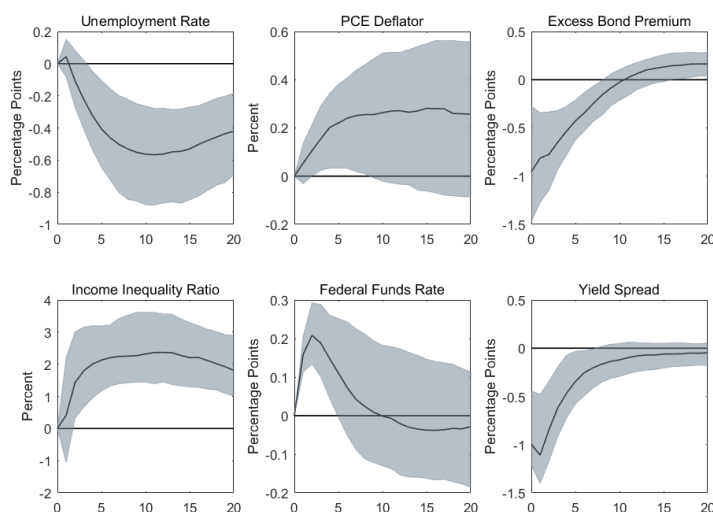 Unemployment Rate
PCE Deflator
Excess Bond Premium
Percentage Points
0.2
0
-0.2
-0.4
-0.6
-0.8
-1
0 5 10 15 20
Percent
0.6
0.4
0.2
0
-0.2
0 5 10 15 20
Percentage Points
0.5
0
-0.5
-1
-1.5
0 5 10 15 20
Income Inequality Ratio
Federal Funds Rate
Yield Spread
Percent
4
3
2
1
0
-1
-2
0 5 10 15 20
Percentage Points
0.3
0.2
0.1
0
-0.1
-0.2
0 5 10 15 20
Percentage Points
0.5
0
-0.5
-1
-1.5
0 5 10 15 20